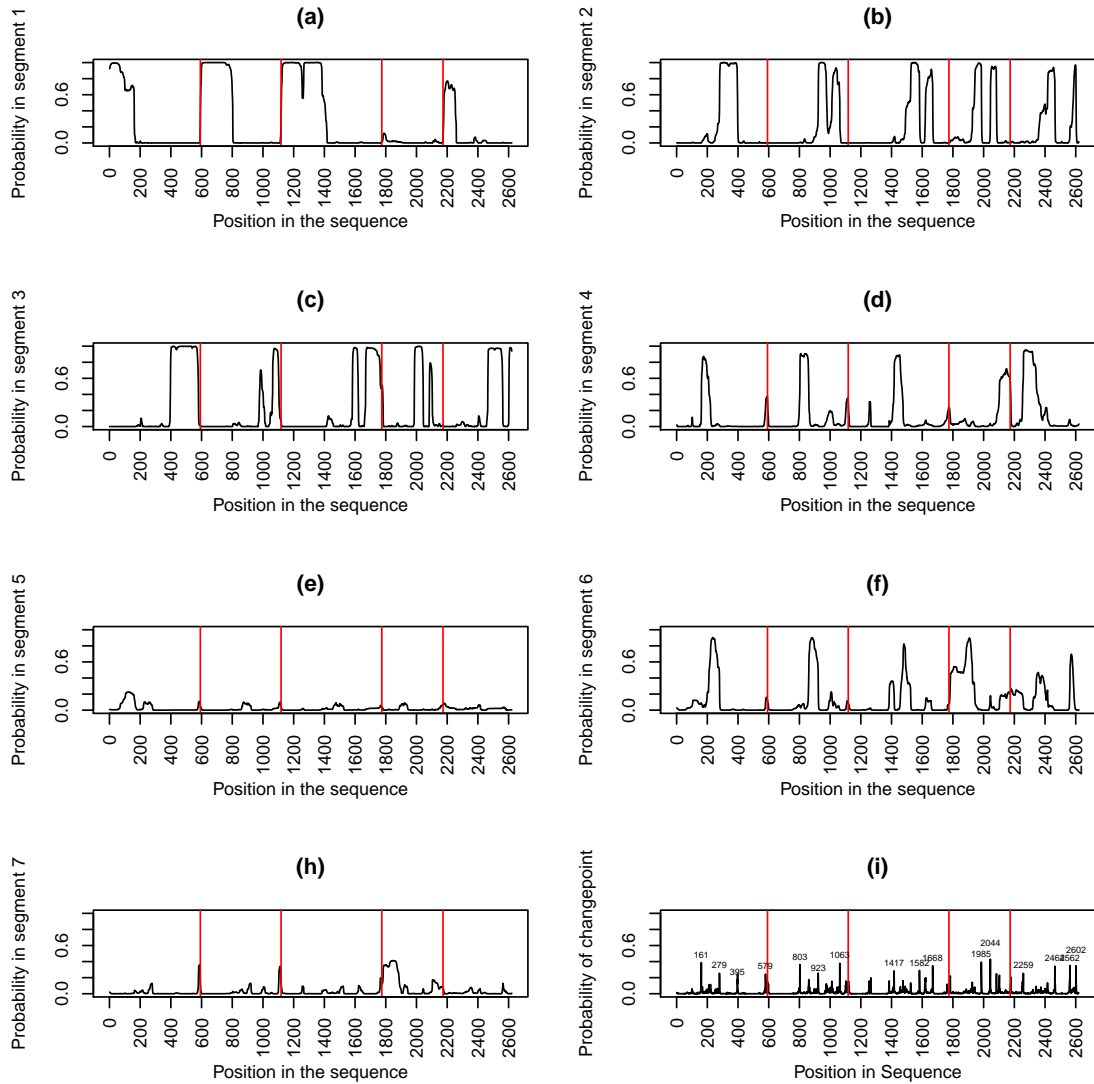 (a)
Probability in segment 1
0.0 0.6
0 200 400 600 800 1000 1200 1400 1600 1800 2000 2200 2400 2600
Position in the sequence
(b)
Probability in segment 2
0.0 0.6
0 200 400 600 800 1000 1200 1400 1600 1800 2000 2200 2400 2600
Position in the sequence
(c)
Probability in segment 3
0.0 0.6
0 200 400 600 800 1000 1200 1400 1600 1800 2000 2200 2400 2600
Position in the sequence
(d)
Probability in segment 4
0.0 0.6
0 200 400 600 800 1000 1200 1400 1600 1800 2000 2200 2400 2600
Position in the sequence
(e)
Probability in segment 5
0.0 0.6
0 200 400 600 800 1000 1200 1400 1600 1800 2000 2200 2400 2600
Position in the sequence
(f)
Probability in segment 6
0.0 0.6
0 200 400 600 800 1000 1200 1400 1600 1800 2000 2200 2400 2600
Position in the sequence
(h)
Probability in segment 7
0.0 0.6
0 200 400 600 800 1000 1200 1400 1600 1800 2000 2200 2400 2600
Position in the sequence
(i)
Probability of changepoint
0.0 0.6
161 279 395 579 803 923 1063 1417 1582 1668 1985 2044 2259 2464 2562 2602
0 200 400 600 800 1000 1200 1400 1600 1800 2000 2200 2400 2600
Position in Sequence